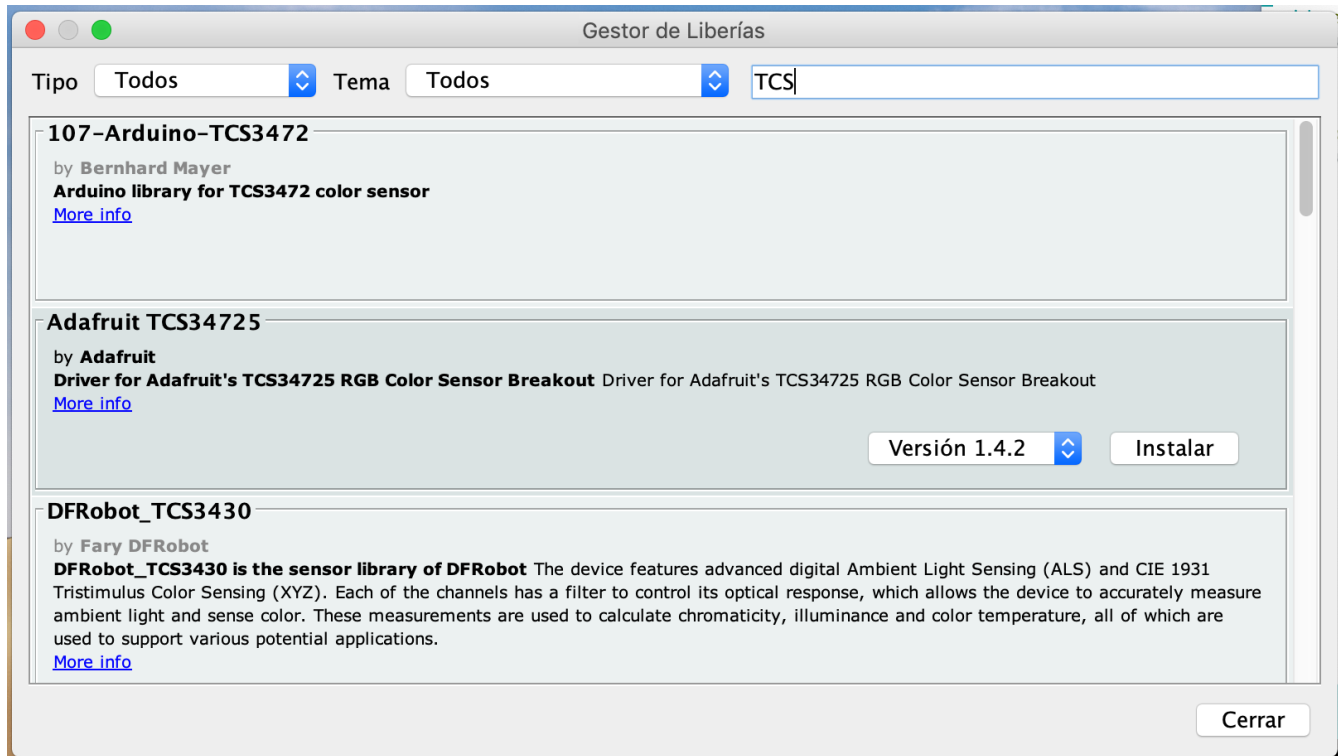 Gestor de Liberías
Tipo Todos Tema Todos TCS
107-Arduino-TCS3472
by Bernhard Mayer
Arduino library for TCS3472 color sensor
More info
Adafruit TCS34725
by Adafruit
Driver for Adafruit's TCS34725 RGB Color Sensor Breakout Driver for Adafruit's TCS34725 RGB Color Sensor Breakout
More info
Versión 1.4.2 Instalar
DFRobot_TCS3430
by Fary DFRobot
DFRobot_TCS3430 is the sensor library of DFRobot The device features advanced digital Ambient Light Sensing (ALS) and CIE 1931
Tristimulus Color Sensing (XYZ). Each of the channels has a filter to control its optical response, which allows the device to accurately measure
ambient light and sense color. These measurements are used to calculate chromaticity, illuminance and color temperature, all of which are
used to support various potential applications.
More info
Cerrar